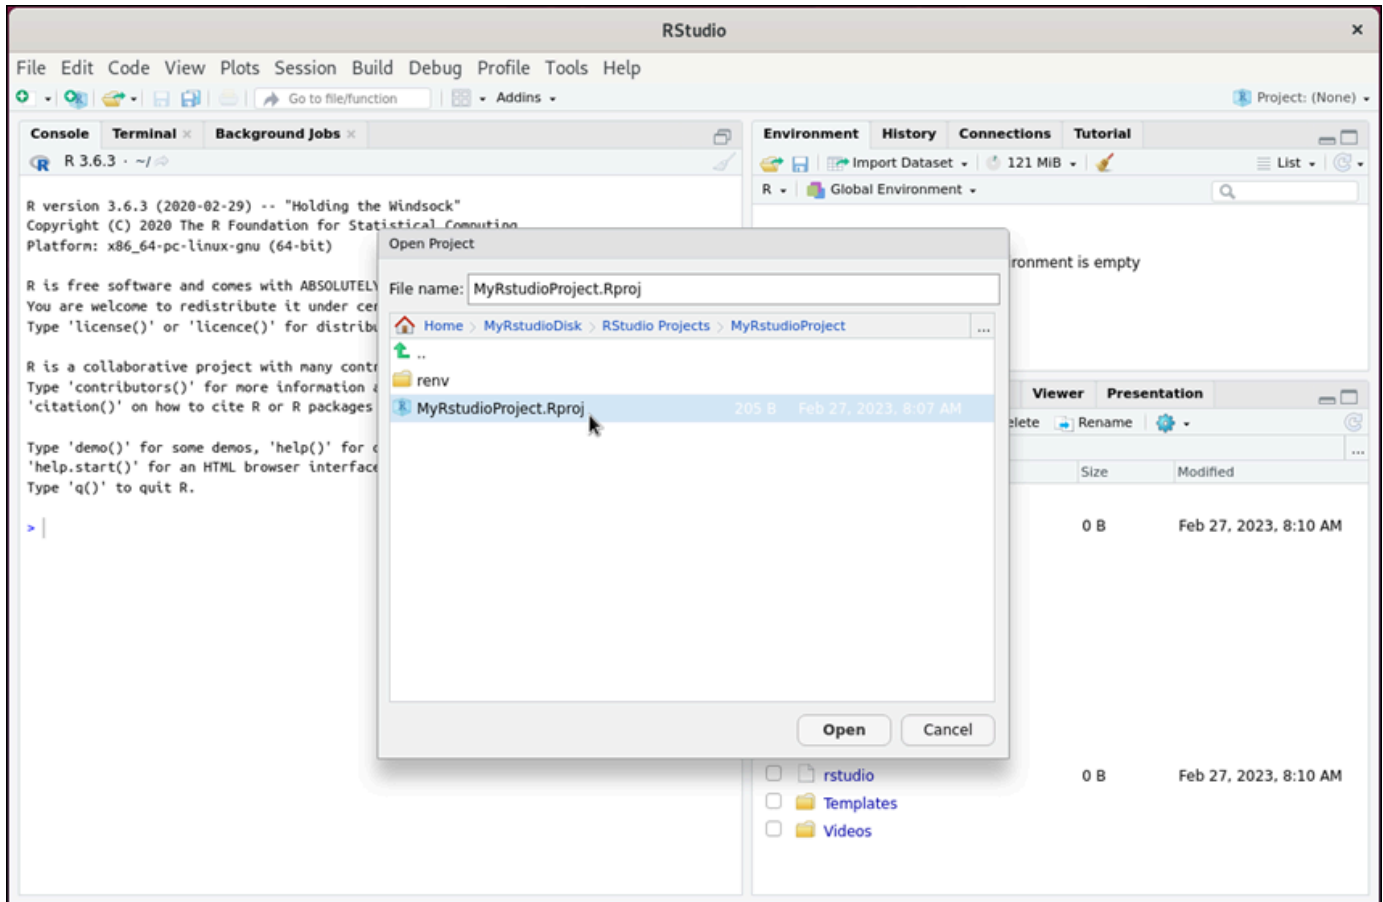 RStudio
File Edit Code View Plots Session Build Debug Profile Tools Help
Go to file/function Addins Project: (None)
Console Terminal Background Jobs
R 3.6.3 · ~/
R version 3.6.3 (2020-02-29) -- "Holding the Windsock"
Copyright (C) 2020 The R Foundation for Statistical Computing
Platform: x86_64-pc-linux-gnu (64-bit)
R is free software and comes with ABSOLUTELY
You are welcome to redistribute it under cer
Type 'license()' or 'licence()' for distribu
R is a collaborative project with many contr
Type 'contributors()' for more information a
'citation()' on how to cite R or R packages
Type 'demo()' for some demos, 'help()' for
'help.start()' for an HTML browser interface
Type 'q()' to quit R.
>
Open Project
File name: MyRstudioProject.Rproj
Home > MyRstudioDisk > RStudio Projects > MyRstudioProject ...
..
renv
MyRstudioProject.Rproj 205 B Feb 27, 2023, 8:07 AM
Open Cancel
Environment History Connections Tutorial
Import Dataset 121 MiB List
R Global Environment
ronment is empty
Viewer Presentation
elete Rename
...
Size Modified
0 B Feb 27, 2023, 8:10 AM
rstudio 0 B Feb 27, 2023, 8:10 AM
Templates
Videos